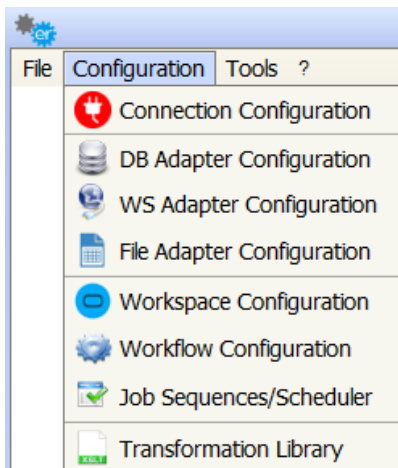 er
File Configuration Tools ?
Connection Configuration
DB Adapter Configuration
WS Adapter Configuration
File Adapter Configuration
Workspace Configuration
Workflow Configuration
Job Sequences/Scheduler
XSLT
Transformation Library